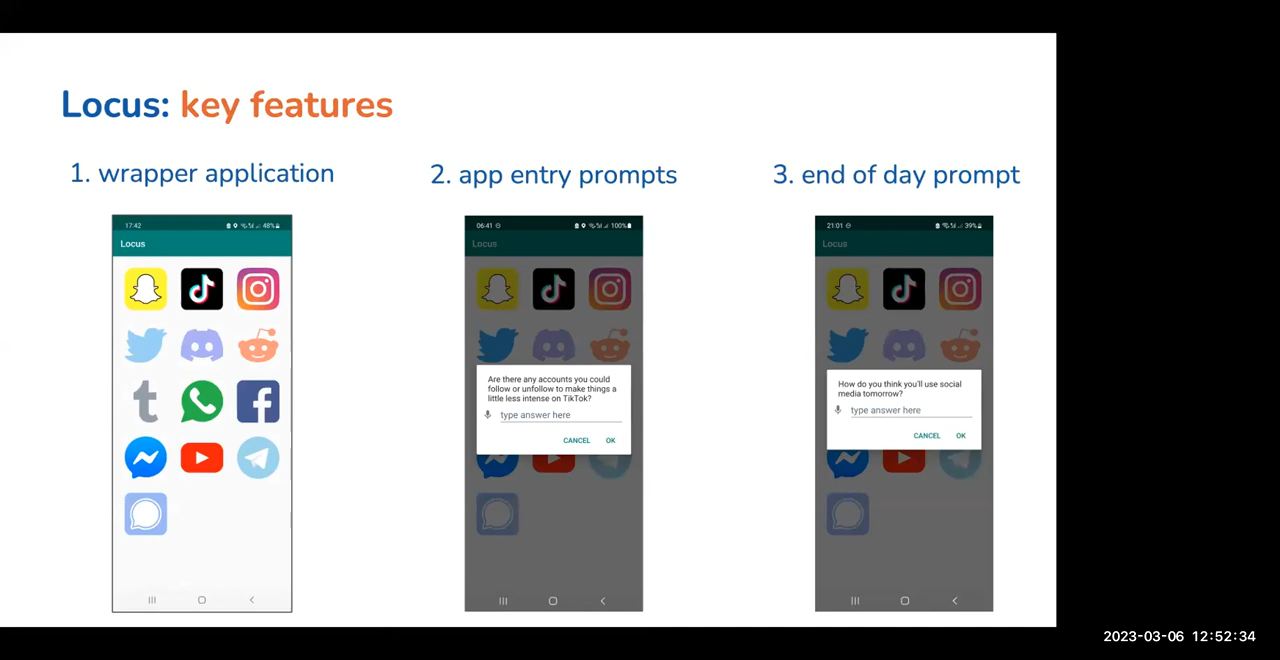 Locus: key features
1. wrapper application
2. app entry prompts
3. end of day prompt
17:42
48%
Locus
06:41
100%
Locus
Are there any accounts you could
follow or unfollow to make things a
little less intense on TikTok?
type answer here
CANCEL
OK
21:01
39%
Locus
How do you think you'll use social
media tomorrow?
type answer here
CANCEL
OK
2023-03-06 12:52:34